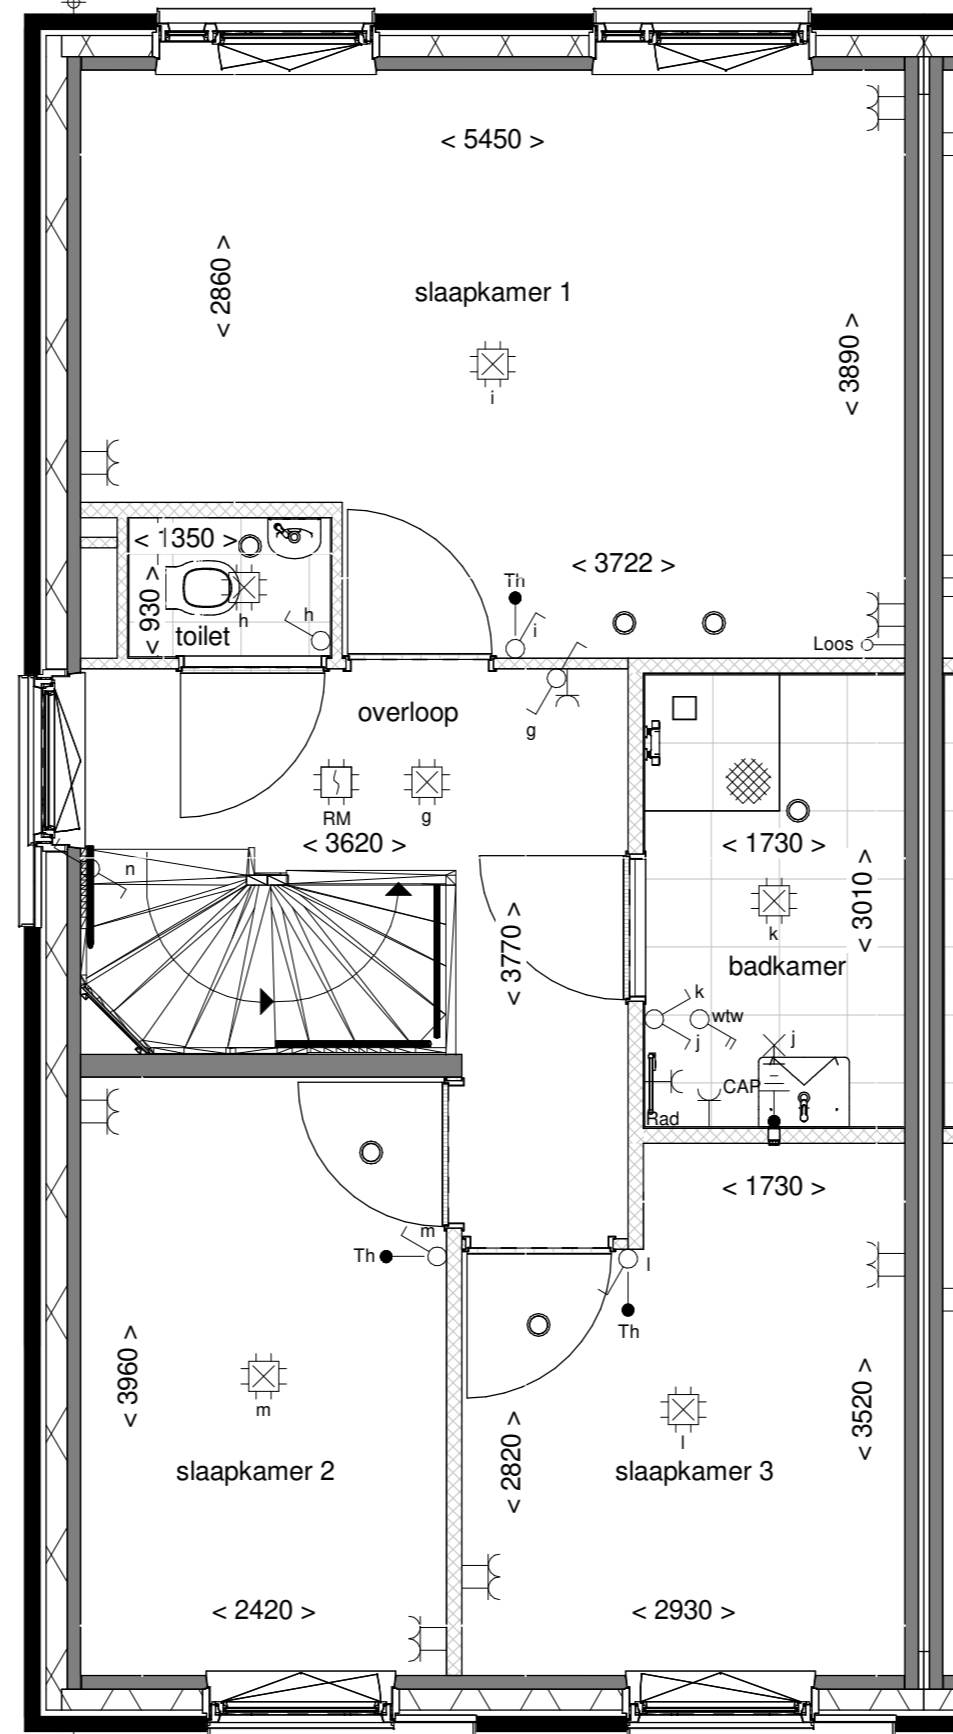 < 5450 >
< 2860 >
slaapkamer 1
< 3890 >
i
< 1350 >
< 3722 >
Th
< 930 >
h
h
i
toilet
Loos
overloop
g
RM
g
< 3620 >
< 1730 >
n
< 3010 >
< 3770 >
k
badkamer
k
wtw
j
j
CAP
Rad
< 1730 >
m
Th
l
Th
< 3960 >
m
< 3520 >
l
< 2820 >
slaapkamer 2
slaapkamer 3
< 2420 >
< 2930 >